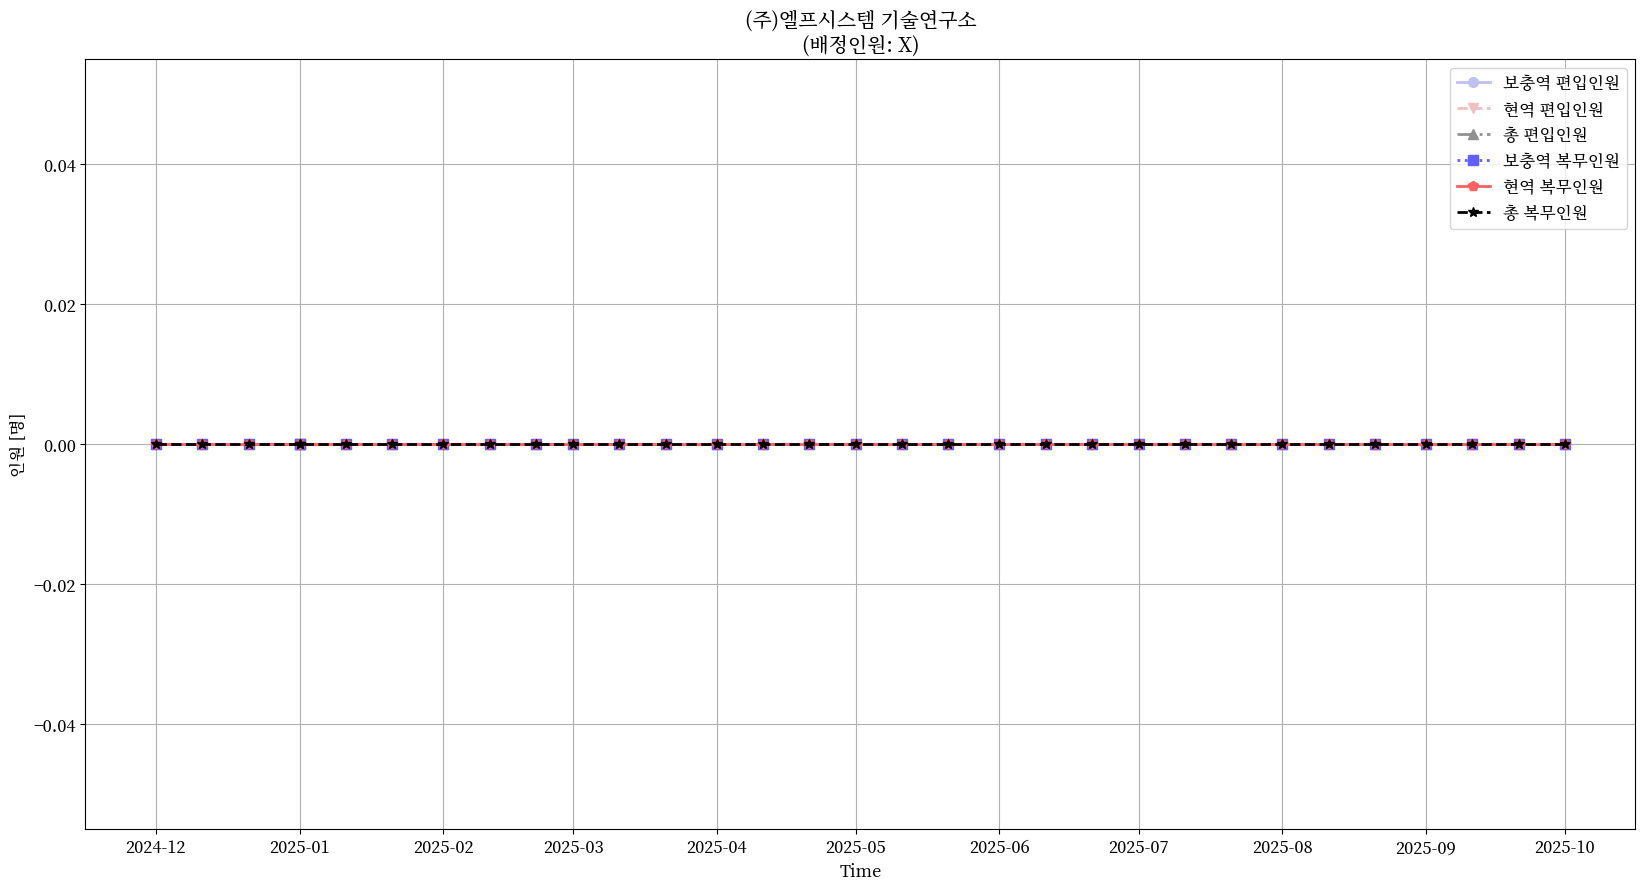 (주)엘프시스템 기술연구소
(배정인원: X)
보충역 편입인원
현역 편입인원
총 편입인원
보충역 복무인원
현역 복무인원
총 복무인원
인원 [명]
0.04
0.02
0.00
−0.02
−0.04
2024-12 2025-01 2025-02 2025-03 2025-04 2025-05 2025-06 2025-07 2025-08 2025-09 2025-10
Time